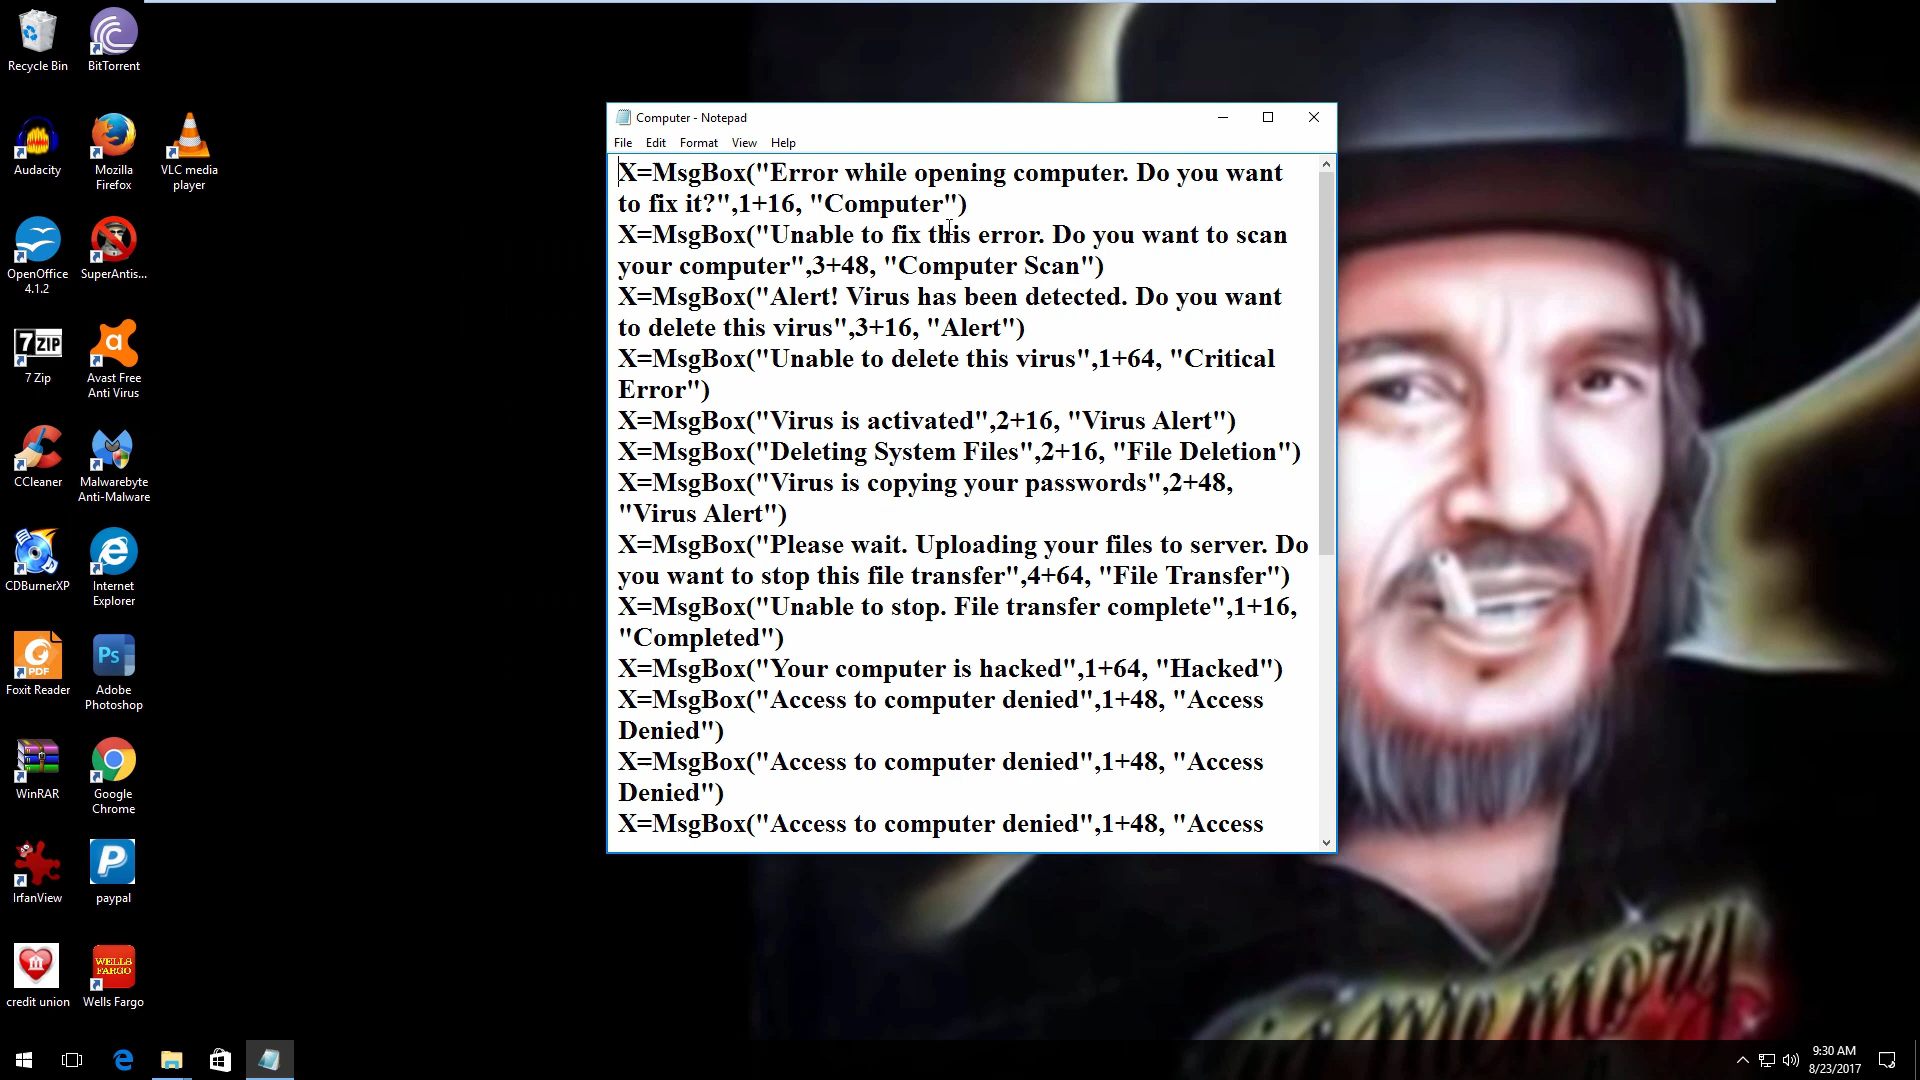 Recycle Bin
BitTorrent
Audacity
Mozilla
Firefox
VLC media
player
OpenOffice
4.1.2
SuperAntis...
7 Zip
Avast Free
Anti Virus
CCleaner
Malwarebyte
Anti-Malware
CDBurnerXP
Internet
Explorer
Foxit Reader
Adobe
Photoshop
WinRAR
Google
Chrome
IrfanView
paypal
credit union
WELLS
FARGO
Wells Fargo
7ZIP
PDF
Ps
Computer - Notepad
File Edit Format View Help
X=MsgBox("Error while opening computer. Do you want
to fix it?",1+16, "Computer")
X=MsgBox("Unable to fix this error. Do you want to scan
your computer",3+48, "Computer Scan")
X=MsgBox("Alert! Virus has been detected. Do you want
to delete this virus",3+16, "Alert")
X=MsgBox("Unable to delete this virus",1+64, "Critical
Error")
X=MsgBox("Virus is activated",2+16, "Virus Alert")
X=MsgBox("Deleting System Files",2+16, "File Deletion")
X=MsgBox("Virus is copying your passwords",2+48,
"Virus Alert")
X=MsgBox("Please wait. Uploading your files to server. Do
you want to stop this file transfer",4+64, "File Transfer")
X=MsgBox("Unable to stop. File transfer complete",1+16,
"Completed")
X=MsgBox("Your computer is hacked",1+64, "Hacked")
X=MsgBox("Access to computer denied",1+48, "Access
Denied")
X=MsgBox("Access to computer denied",1+48, "Access
Denied")
X=MsgBox("Access to computer denied",1+48, "Access
memory
9:30 AM
8/23/2017